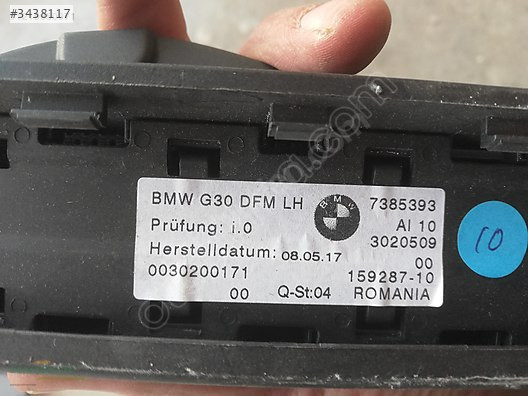 #3438117
BMW G30 DFM LH 7385393
Prüfung: i.0 AI 10
3020509
Herstelldatum: 08.05.17 00
0030200171 159287-10
00 Q-St:04 ROMANIA
BMW
10